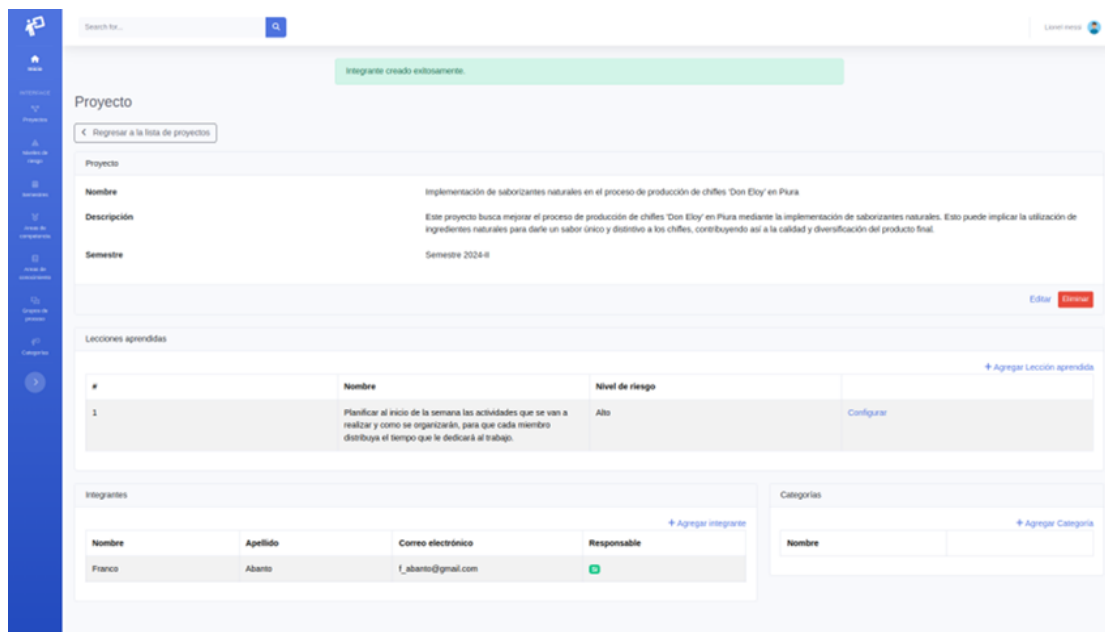 Search for...
Lionel messi
Inicio
Integrante creado exitosamente.
INTERFACE
Proyecto
Proyectos
Regresar a la lista de proyectos
Niveles de
riesgo
Proyecto
Semestres
Nombre
Implementación de saborizantes naturales en el proceso de producción de chifles 'Don Eloy' en Piura
Descripción
Este proyecto busca mejorar el proceso de producción de chifles 'Don Eloy' en Piura mediante la implementación de saborizantes naturales. Esto puede implicar la utilización de
ingredientes naturales para darle un sabor único y distintivo a los chifles, contribuyendo así a la calidad y diversificación del producto final.
Areas de
competencia
Semestre
Semestre 2024-II
Areas de
conocimiento
Editar Eliminar
Grupos de
proceso
Lecciones aprendidas
Categorías
+ Agregar Lección aprendida
# Nombre Nivel de riesgo
1 Planificar al inicio de la semana las actividades que se van a Alto Configurar
realizar y como se organizarán, para que cada miembro
distribuya el tiempo que le dedicará al trabajo.
Integrantes
+ Agregar integrante
Nombre Apellido Correo electrónico Responsable
Franco Abanto f_abanto@gmail.com Si
Categorías
+ Agregar Categoría
Nombre